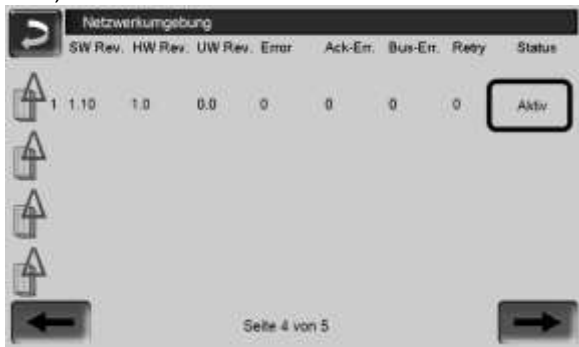 Netzwerkumgebung
SW Rev. HW Rev. UW Rev. Error Ack-Err. Bus-Err. Retry Status
1 1.10 1.0 0.0 0 0 0 0 Aktiv
Seite 4 von 5